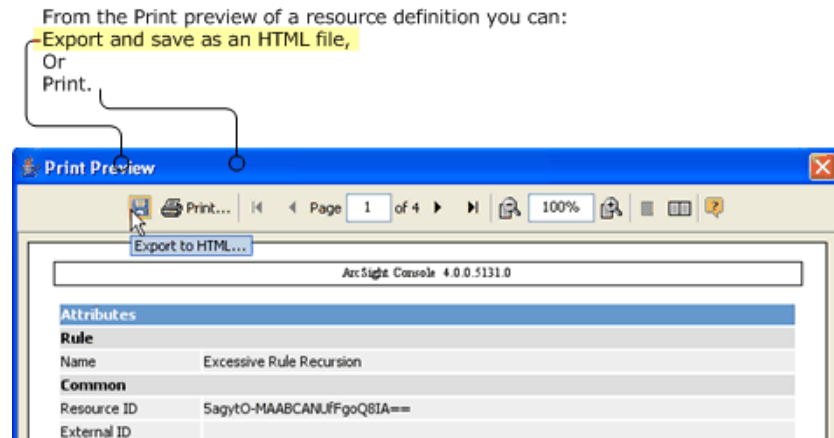 From the Print preview of a resource definition you can:
Export and save as an HTML file,
Or
Print.
Print Preview
Print... Page 1 of 4 100%
Export to HTML...
ArcSight Console 4.0.0.5131.0
Attributes
Rule
Name Excessive Rule Recursion
Common
Resource ID 5agytO-MAABCANUfFgoQ8IA==
External ID